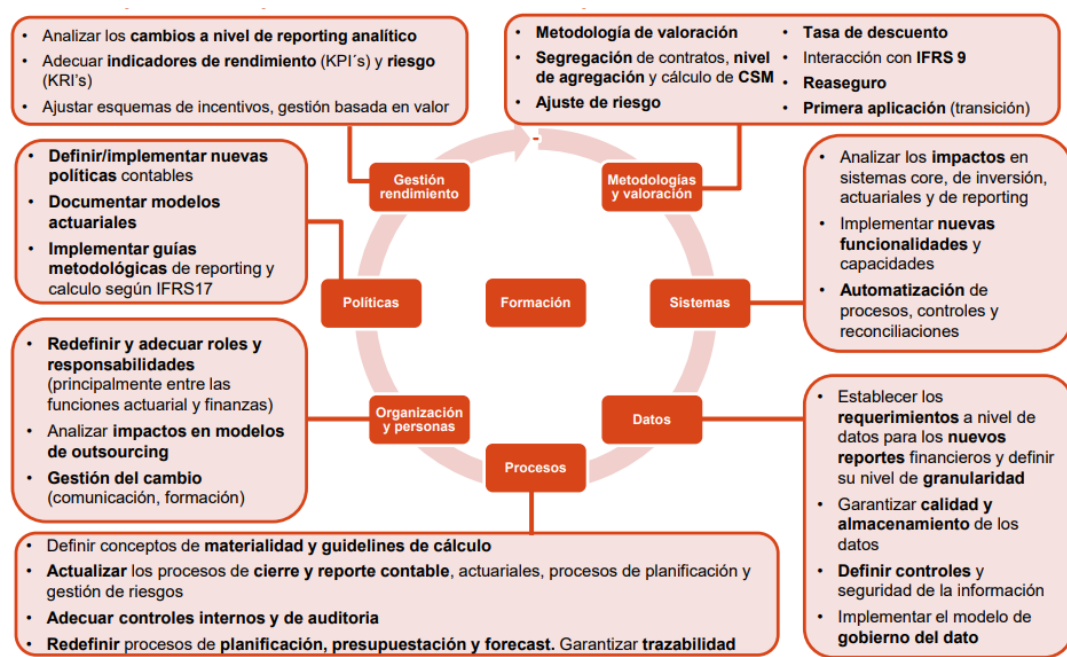 • Analizar los cambios a nivel de reporting analítico
• Adecuar indicadores de rendimiento (KPI´s) y riesgo
(KRI's)
• Ajustar esquemas de incentivos, gestión basada en valor
• Metodología de valoración
• Segregación de contratos, nivel
de agregación y cálculo de CSM
• Ajuste de riesgo
• Tasa de descuento
• Interacción con IFRS 9
• Reaseguro
• Primera aplicación (transición)
• Definir/implementar nuevas
políticas contables
• Documentar modelos
actuariales
• Implementar guías
metodológicas de reporting y
calculo según IFRS17
Gestión
rendimiento
Metodologías
y valoración
• Analizar los impactos en
sistemas core, de inversión,
actuariales y de reporting
• Implementar nuevas
funcionalidades y
capacidades
• Automatización de
procesos, controles y
reconciliaciones
Políticas
Formación
Sistemas
• Redefinir y adecuar roles y
responsabilidades
(principalmente entre las
funciones actuarial y finanzas)
• Analizar impactos en modelos
de outsourcing
• Gestión del cambio
(comunicación, formación)
Organización
y personas
Datos
Procesos
• Establecer los
requerimientos a nivel de
datos para los nuevos
reportes financieros y definir
su nivel de granularidad
• Garantizar calidad y
almacenamiento de los
datos
• Definir controles y
seguridad de la información
• Implementar el modelo de
gobierno del dato
• Definir conceptos de materialidad y guidelines de cálculo
• Actualizar los procesos de cierre y reporte contable, actuariales, procesos de planificación y
gestión de riesgos
• Adecuar controles internos y de auditoria
• Redefinir procesos de planificación, presupuestación y forecast. Garantizar trazabilidad